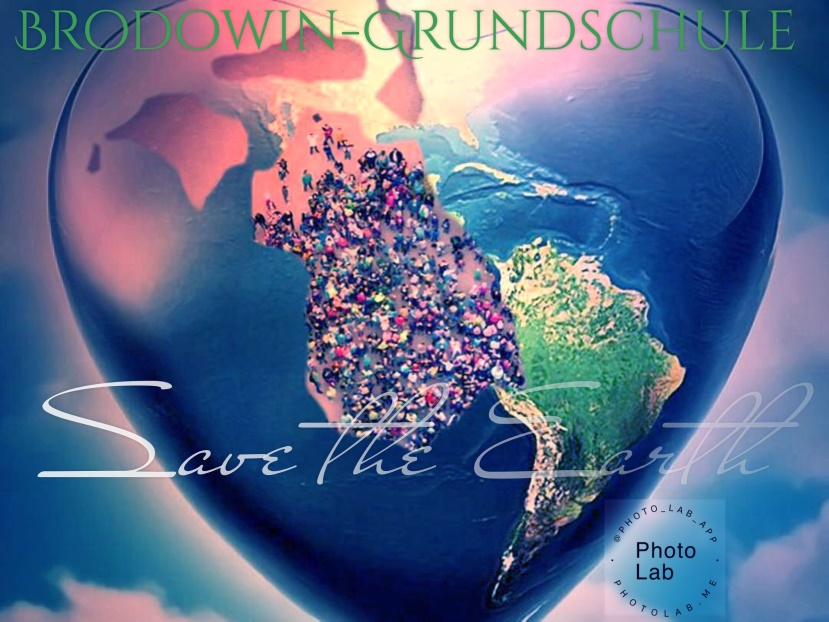 BRODOWIN-GRUNDSCHULE
Save the Earth
@PHOTO_LAB_APP
Photo
Lab
PHOTOLAB.ME